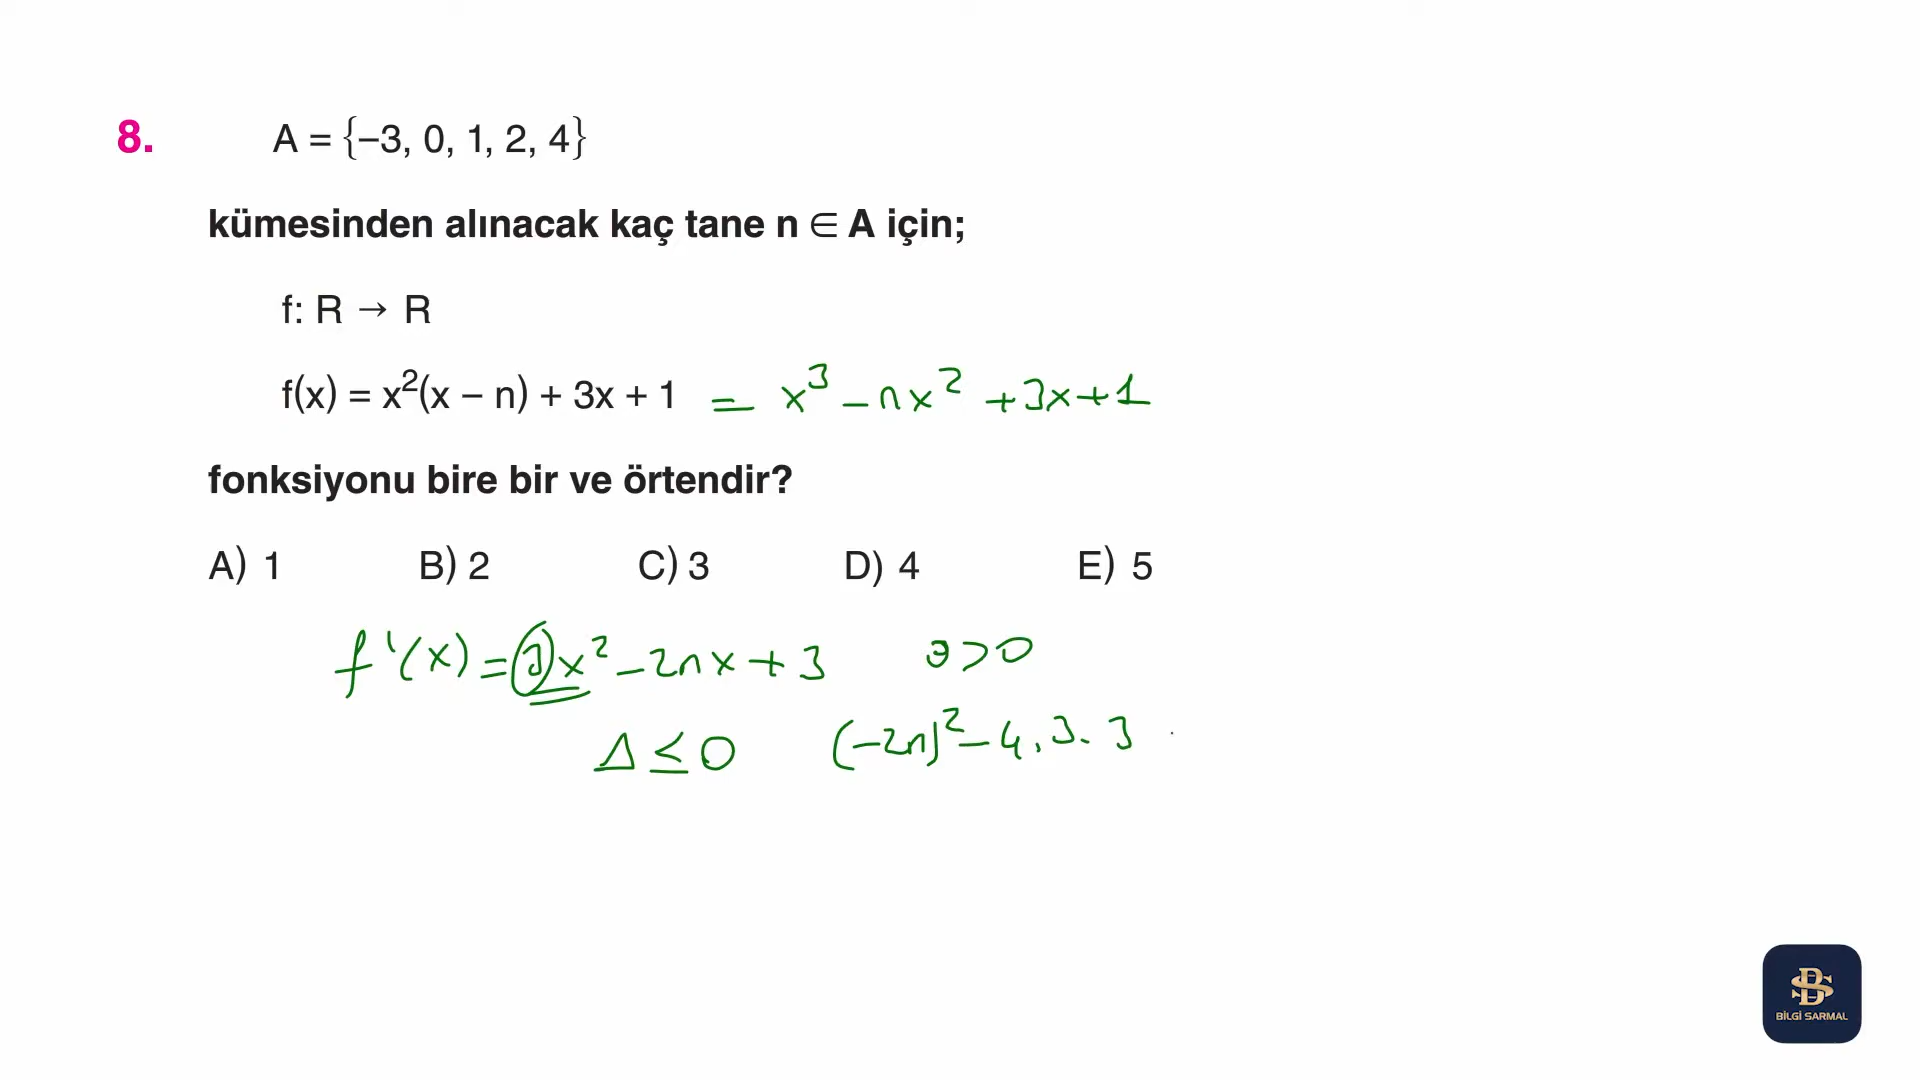 8. A = {–3, 0, 1, 2, 4}
kümesinden alınacak kaç tane n ∈ A için;
f: R → R
f(x) = x²(x – n) + 3x + 1 = x³ – nx² + 3x + 1
fonksiyonu bire bir ve örtendir?
A) 1 B) 2 C) 3 D) 4 E) 5
f'(x) = 3x² – 2nx + 3 3 > 0
Δ ≤ 0 (–2n)² – 4.3.3
BİLGİ SARMAL